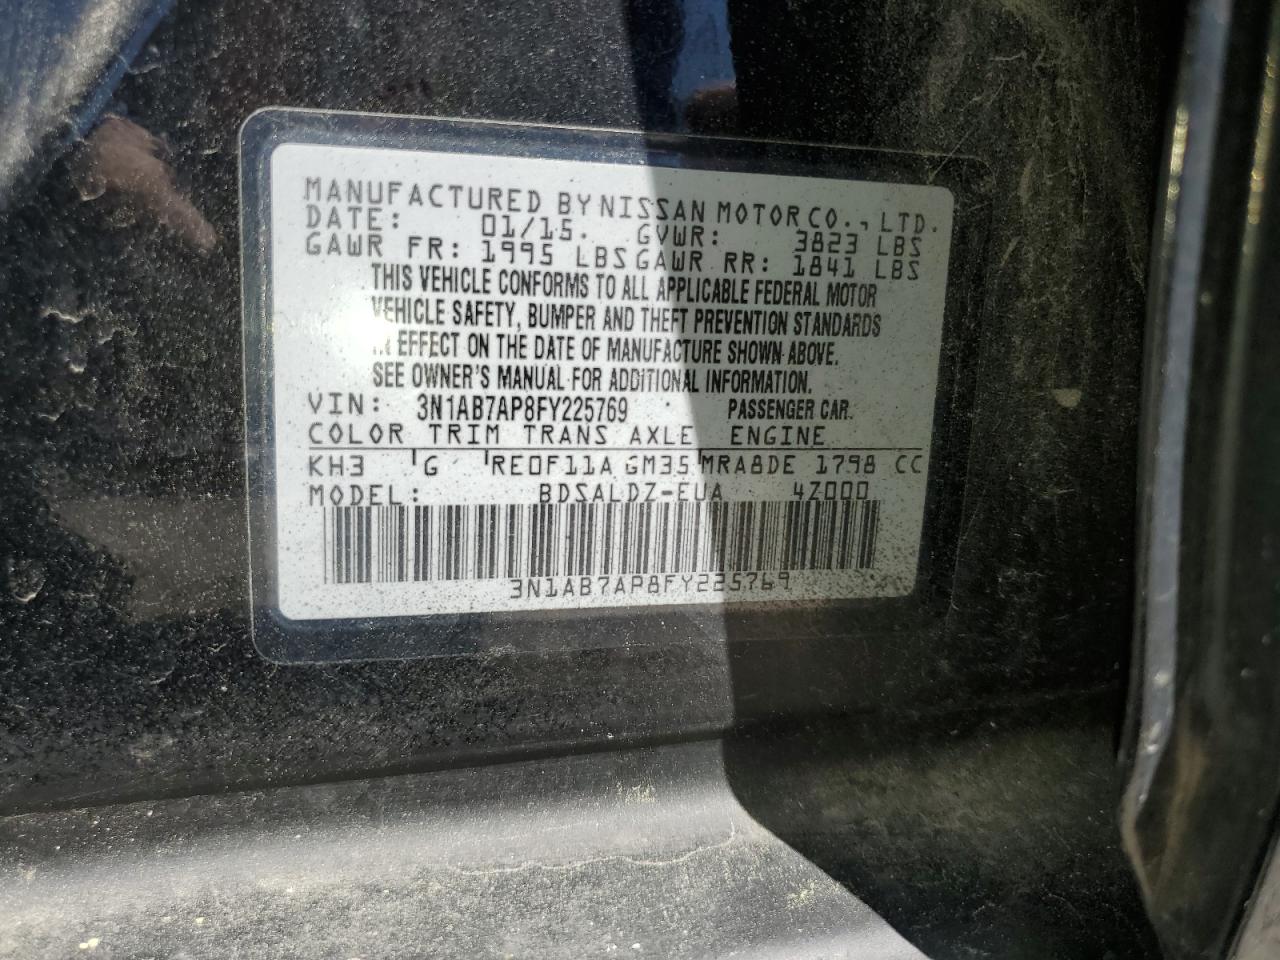 MANUFACTURED BY NISSAN MOTOR CO., LTD.
DATE: 01/15. GVWR: 3823 LBS
GAWR FR: 1995 LBS GAWR RR: 1841 LBS
THIS VEHICLE CONFORMS TO ALL APPLICABLE FEDERAL MOTOR
VEHICLE SAFETY, BUMPER AND THEFT PREVENTION STANDARDS
IN EFFECT ON THE DATE OF MANUFACTURE SHOWN ABOVE.
SEE OWNER'S MANUAL FOR ADDITIONAL INFORMATION.
VIN: 3N1AB7AP8FY225769 PASSENGER CAR.
COLOR TRIM TRANS AXLE ENGINE
KH3 G RE0F11A GM35 MRA8DE 1798 CC
MODEL: BDSALDZ-EUA 4Z000
3N1AB7AP8FY225769